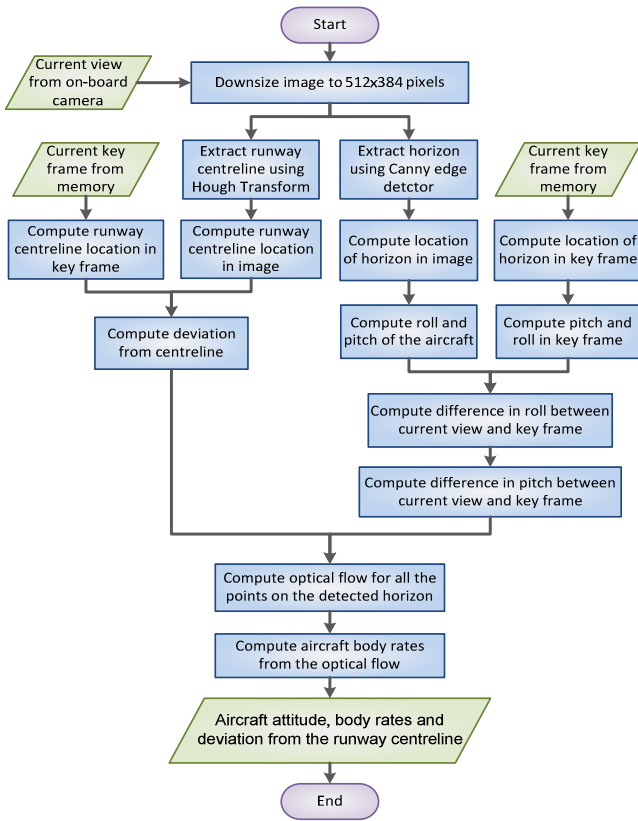 Start
Current view
from on-board
camera
Downsize image to 512x384 pixels
Current key
frame from
memory
Extract runway
centreline using
Hough Transform
Extract horizon
using Canny edge
detctor
Current key
frame from
memory
Compute runway
centreline location in
key frame
Compute runway
centreline location
in image
Compute location
of horizon in image
Compute location of
horizon in key frame
Compute deviation
from centreline
Compute roll and
pitch of the aircraft
Compute pitch and
roll in key frame
Compute difference in roll between
current view and key frame
Compute difference in pitch between
current view and key frame
Compute optical flow for all the
points on the detected horizon
Compute aircraft body rates
from the optical flow
Aircraft attitude, body rates and
deviation from the runway centreline
End